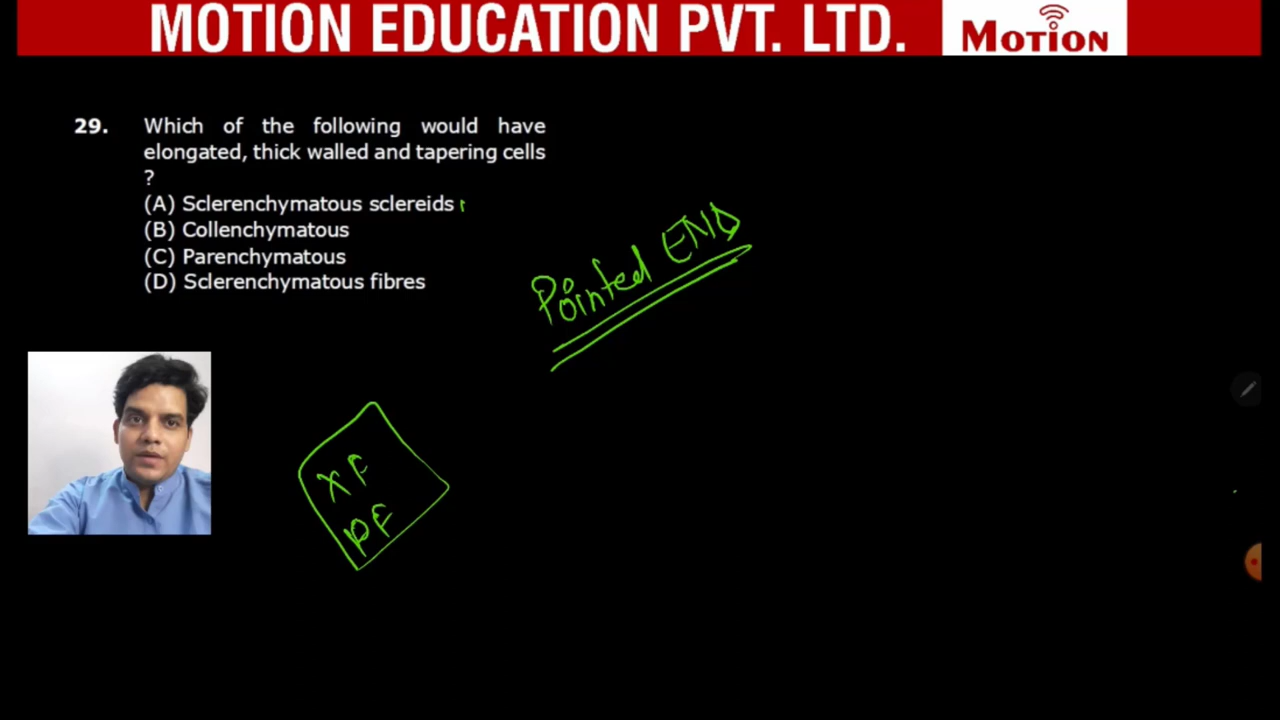 MOTION EDUCATION PVT. LTD.
MOTION
29. Which of the following would have
elongated, thick walled and tapering cells
?
(A) Sclerenchymatous sclereids
(B) Collenchymatous
(C) Parenchymatous
(D) Sclerenchymatous fibres
Pointed END
XF
PF